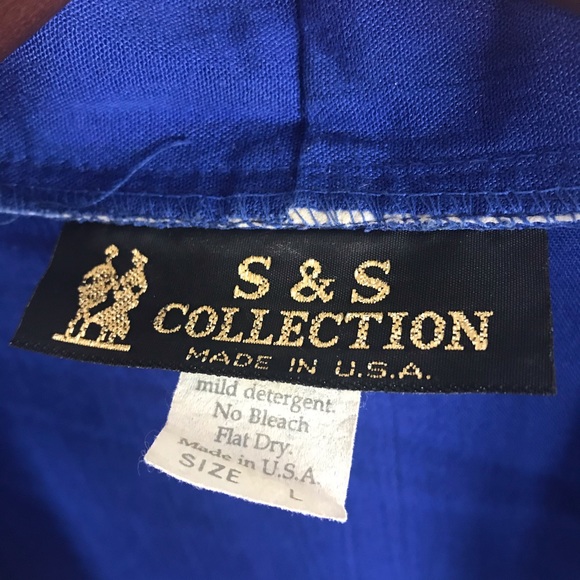 S & S
COLLECTION
MADE IN U.S.A.
mild detergent.
No Bleach
Flat Dry.
Made in U.S.A.
SIZE L